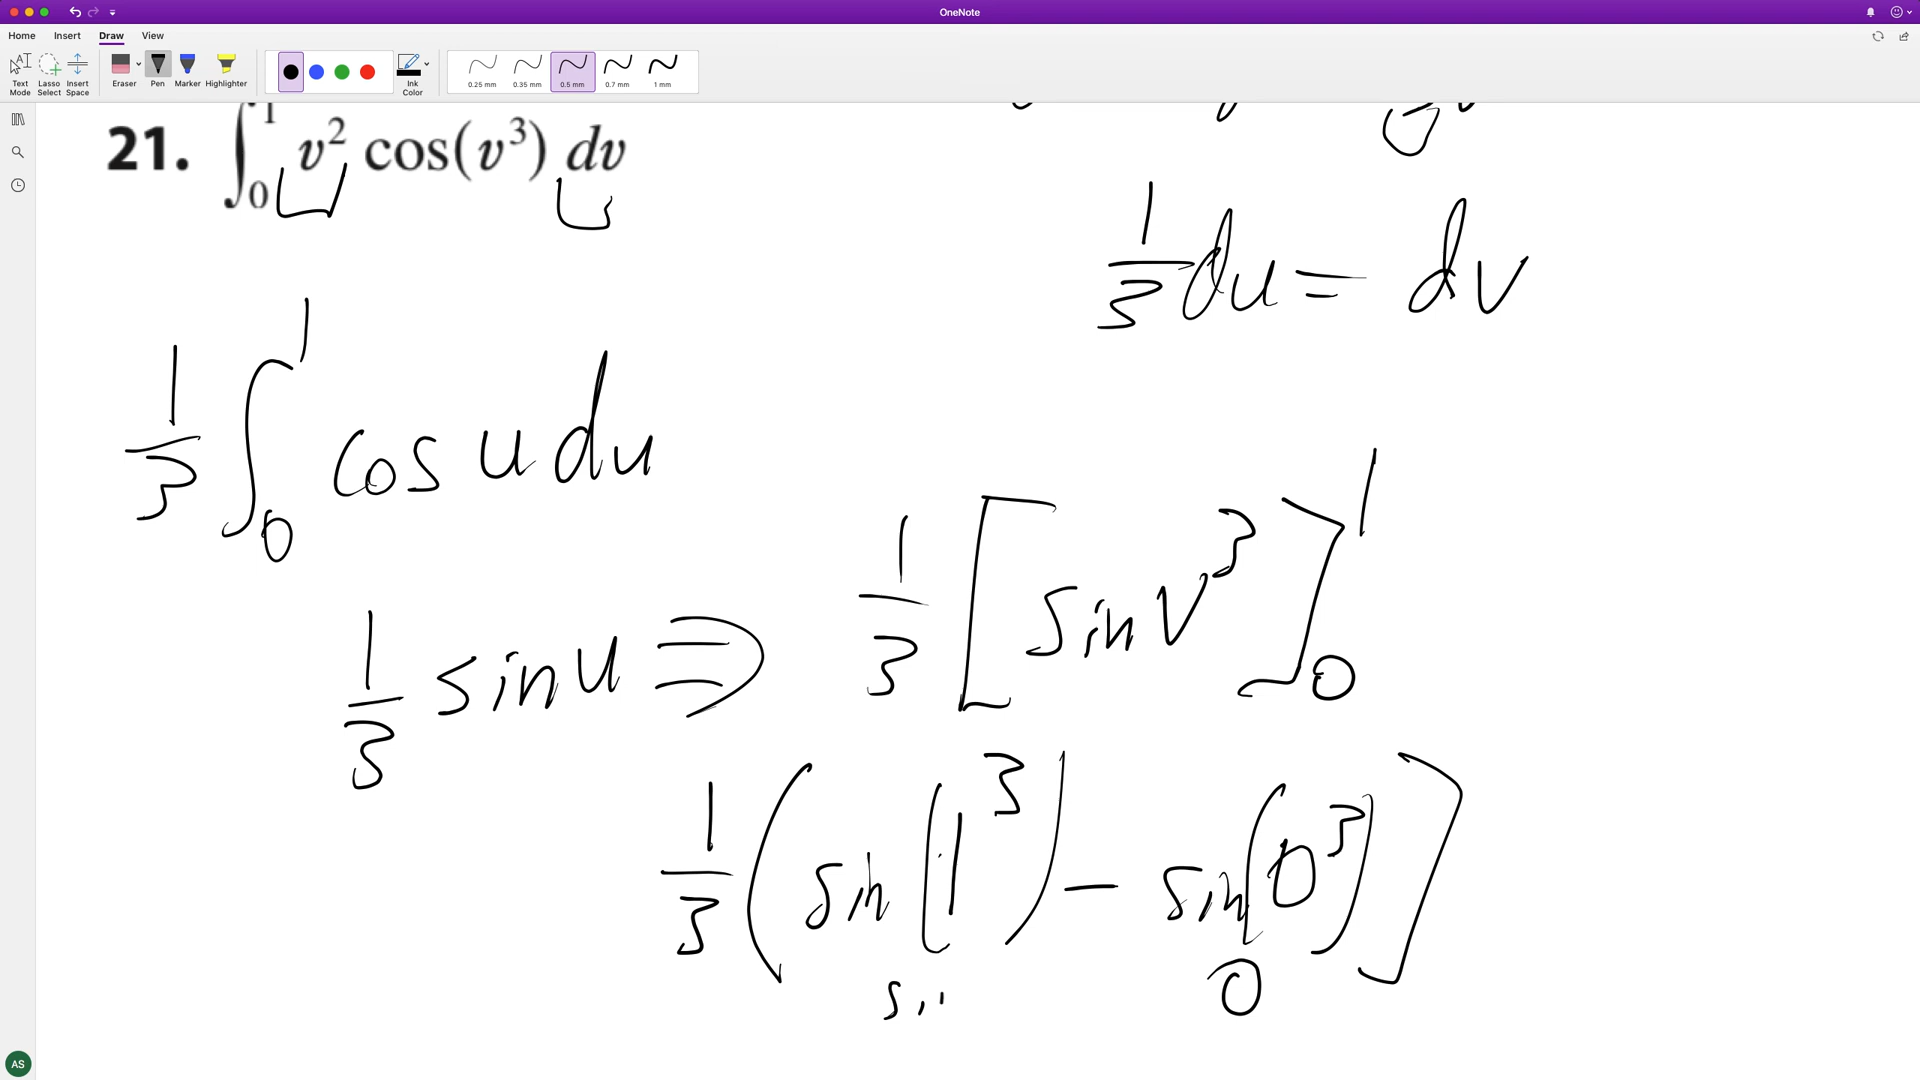 OneNote
Home Insert Draw View
Text Mode Lasso Select Insert Space Eraser Pen Marker Highlighter Ink Color 0.25 mm 0.35 mm 0.5 mm 0.7 mm 1 mm
21. ∫₀¹ v² cos(v³) dv
1/3 du = dv
1/3 ∫₀¹ cos u du
1/3 sin u ⇒ 1/3 [sin v³]₀¹
1/3 (sin(1³) - sin(0³)]
0
AS